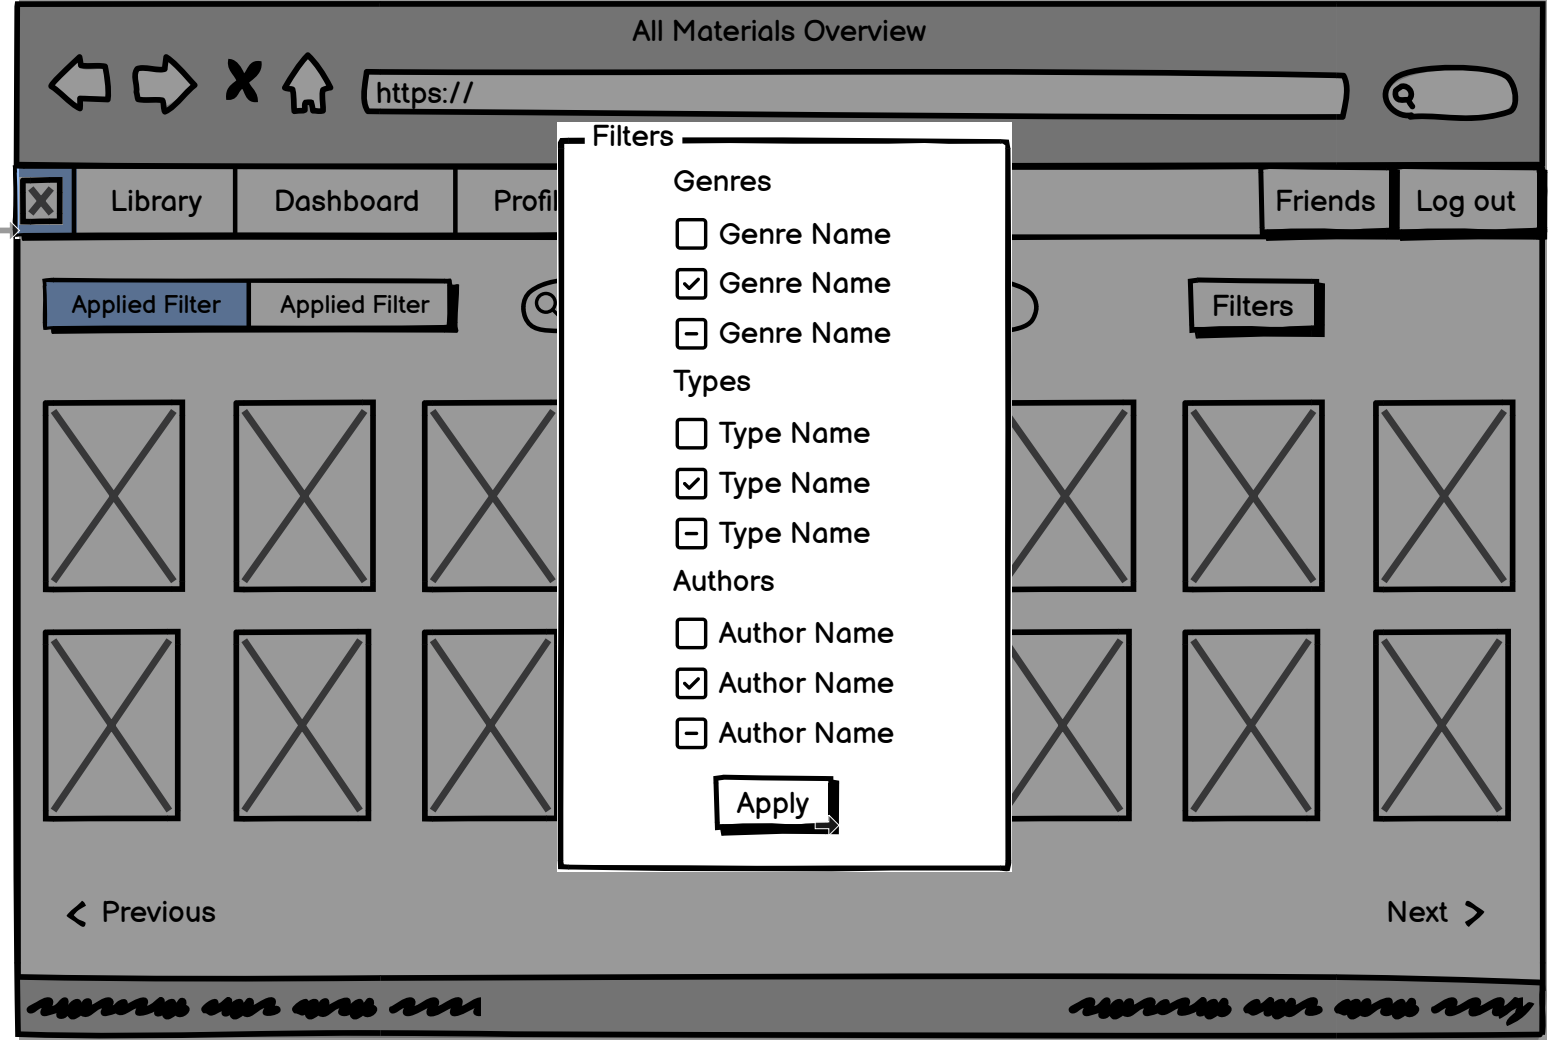 All Materials Overview
https://
Filters
Library Dashboard Profil Friends Log out
Genres
Genre Name
Genre Name
Genre Name
Applied Filter Applied Filter Filters
Types
Type Name
Type Name
Type Name
Authors
Author Name
Author Name
Author Name
Apply
Previous Next